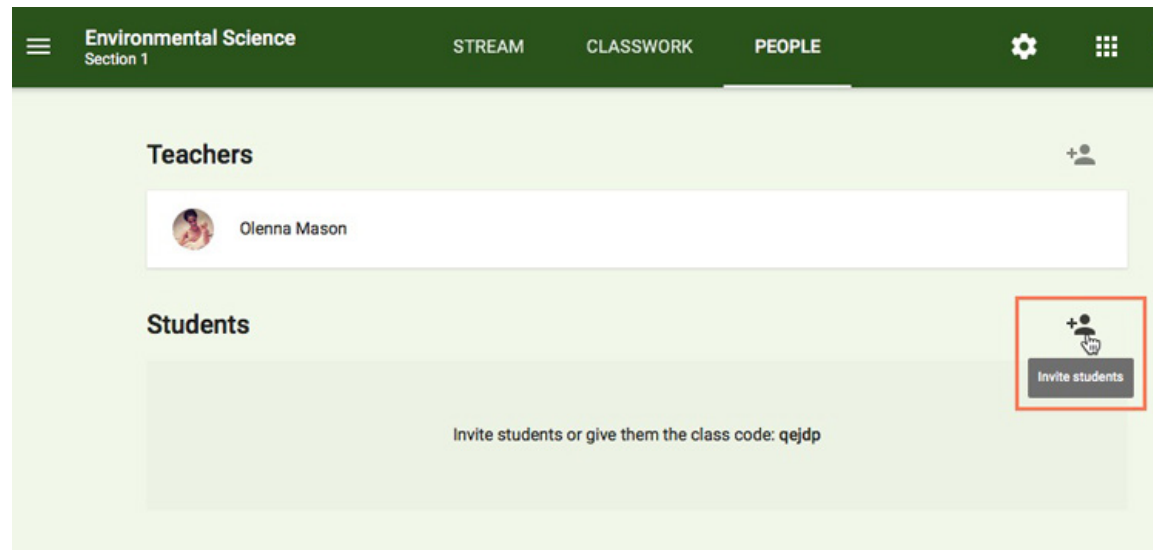 Environmental Science
Section 1
STREAM
CLASSWORK
PEOPLE
Teachers
Olenna Mason
Students
Invite students
Invite students or give them the class code: qejdp